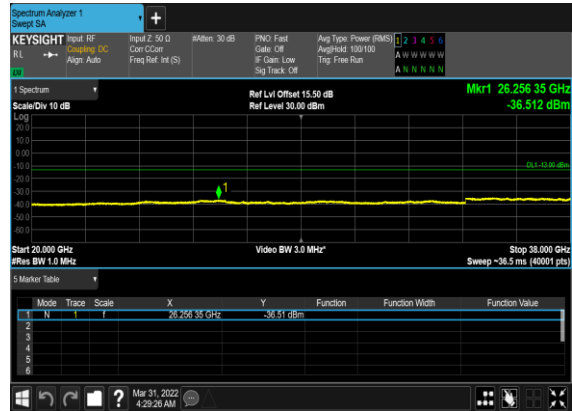 Spectrum Analyzer 1
Swept SA
+
KEYSIGHT Input: RF Input Z: 50 Ω #Atten: 30 dB PNO: Fast Avg Type: Power (RMS) 1 2 3 4 5 6
RL Coupling: DC Corr CCorr Gate: Off Avg|Hold: 100/100 A W W W W W
Align: Auto Freq Ref: Int (S) IF Gain: Low Trig: Free Run
LW Sig Track: Off A N N N N N
1 Spectrum Ref Lvl Offset 15.50 dB Mkr1 26.256 35 GHz
Scale/Div 10 dB Ref Level 30.00 dBm -36.512 dBm
Log
20.0
10.0
0.00
-10.0 DL1 -13.00 dBm
-20.0
-30.0 1
-40.0
-50.0
-60.0
Start 20.000 GHz Video BW 3.0 MHz* Stop 38.000 GHz
#Res BW 1.0 MHz Sweep ~36.5 ms (40001 pts)
5 Marker Table
Mode Trace Scale X Y Function Function Width Function Value
1 N 1 f 26.256 35 GHz -36.51 dBm
2
3
4
5
6
? Mar 31, 2022
4:29:26 AM